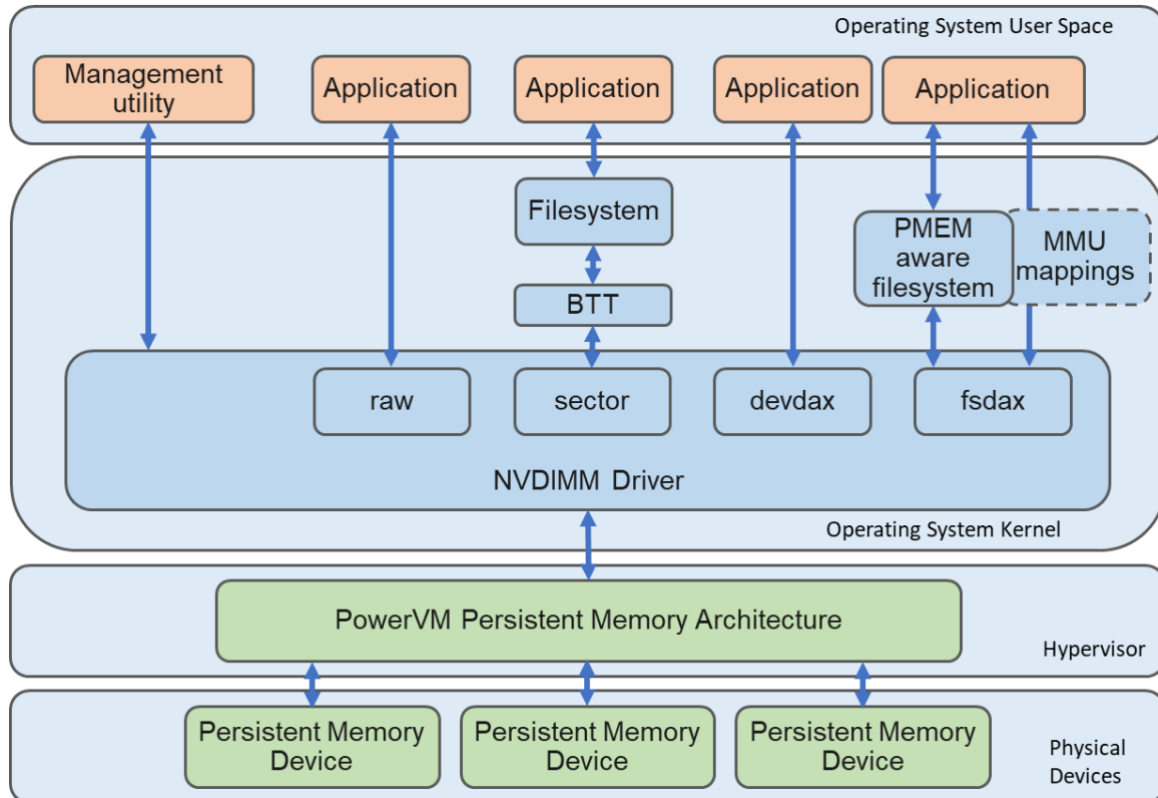 Operating System User Space
Management
utility
Application
Application
Application
Application
Filesystem
PMEM
aware
filesystem
MMU
mappings
BTT
raw
sector
devdax
fsdax
NVDIMM Driver
Operating System Kernel
PowerVM Persistent Memory Architecture
Hypervisor
Persistent Memory
Device
Persistent Memory
Device
Persistent Memory
Device
Physical
Devices